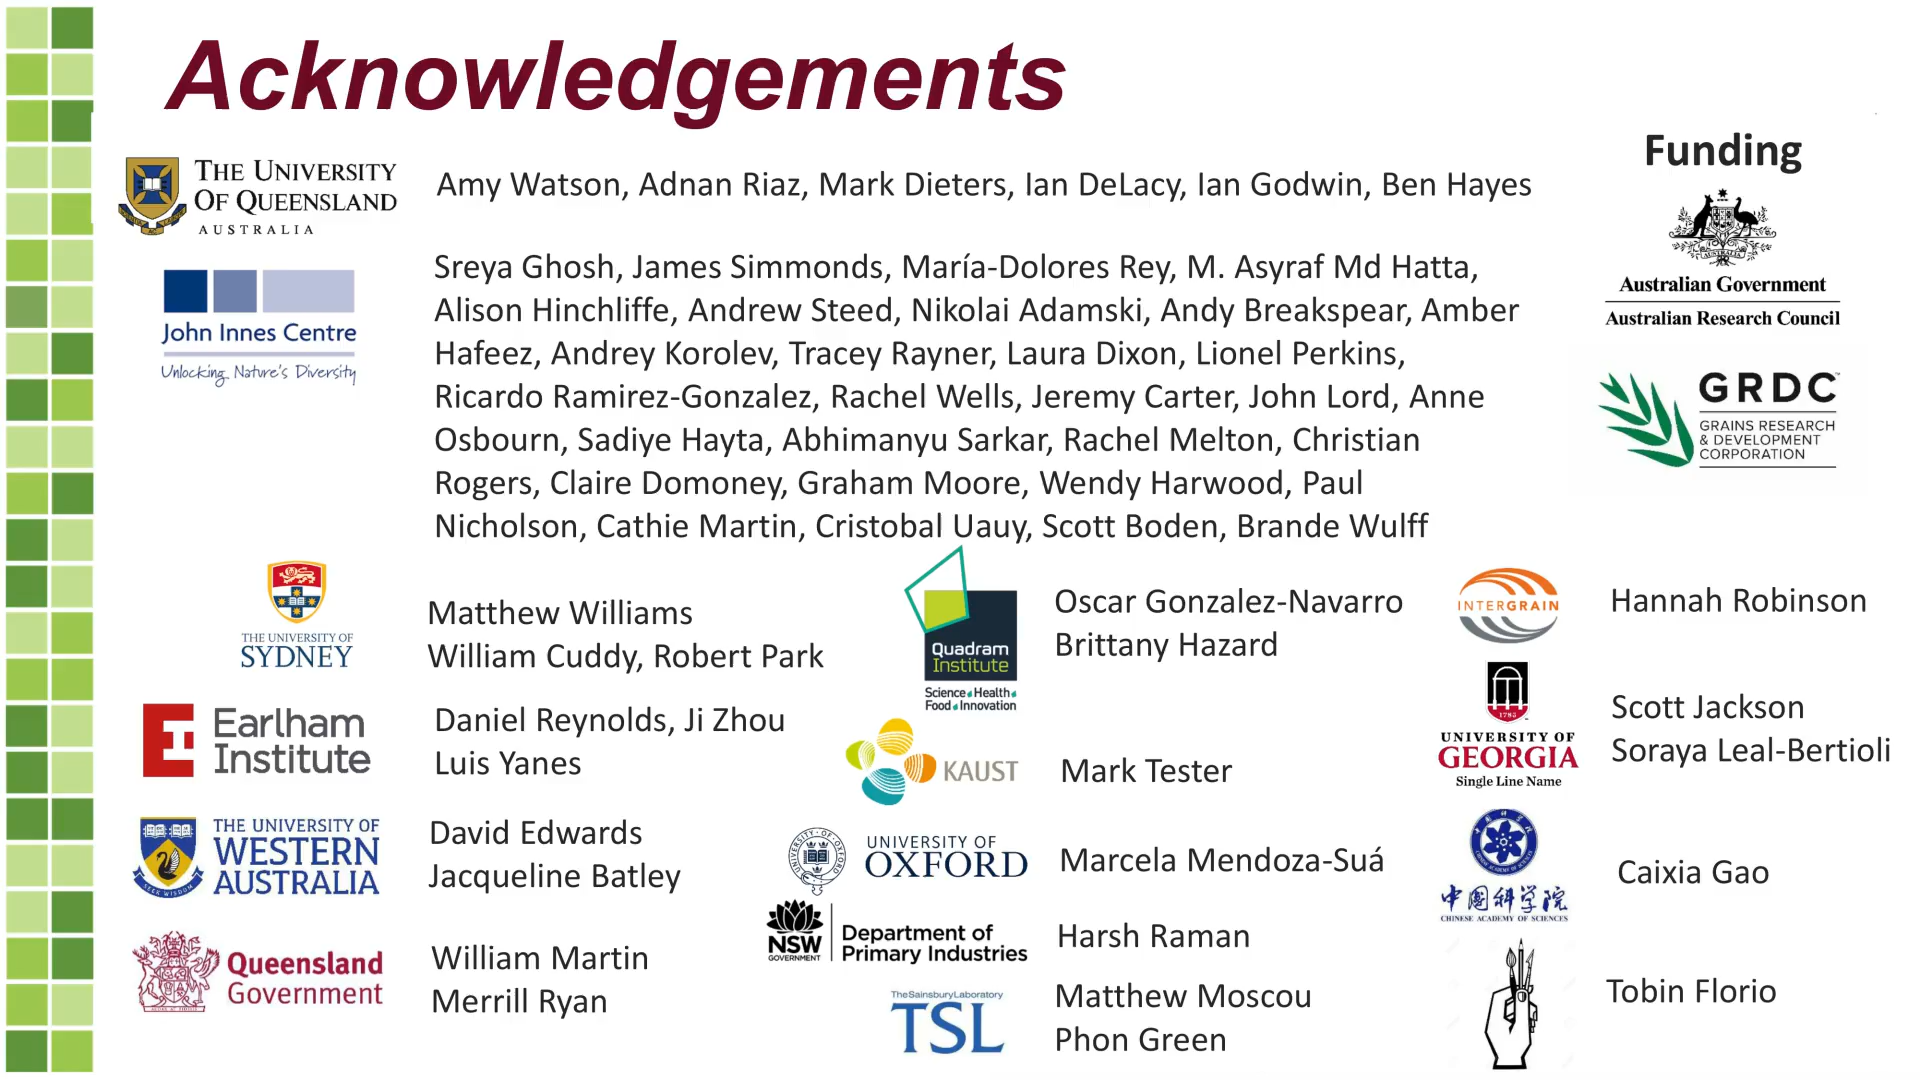 Acknowledgements
THE UNIVERSITY
OF QUEENSLAND
AUSTRALIA
Amy Watson, Adnan Riaz, Mark Dieters, Ian DeLacy, Ian Godwin, Ben Hayes
Funding
Australian Government
Australian Research Council
GRDC
GRAINS RESEARCH
& DEVELOPMENT
CORPORATION
John Innes Centre
Unlocking Nature's Diversity
Sreya Ghosh, James Simmonds, María-Dolores Rey, M. Asyraf Md Hatta,
Alison Hinchliffe, Andrew Steed, Nikolai Adamski, Andy Breakspear, Amber
Hafeez, Andrey Korolev, Tracey Rayner, Laura Dixon, Lionel Perkins,
Ricardo Ramirez-Gonzalez, Rachel Wells, Jeremy Carter, John Lord, Anne
Osbourn, Sadiye Hayta, Abhimanyu Sarkar, Rachel Melton, Christian
Rogers, Claire Domoney, Graham Moore, Wendy Harwood, Paul
Nicholson, Cathie Martin, Cristobal Uauy, Scott Boden, Brande Wulff
THE UNIVERSITY OF
SYDNEY
Matthew Williams
William Cuddy, Robert Park
Earlham
Institute
Daniel Reynolds, Ji Zhou
Luis Yanes
THE UNIVERSITY OF
WESTERN
AUSTRALIA
SEEK WISDOM
David Edwards
Jacqueline Batley
Queensland
Government
William Martin
Merrill Ryan
Quadram
Institute
Science Health
Food Innovation
Oscar Gonzalez-Navarro
Brittany Hazard
KAUST
Mark Tester
UNIVERSITY OF
OXFORD
Marcela Mendoza-Suá
NSW
GOVERNMENT
Department of
Primary Industries
Harsh Raman
TheSainsburyLaboratory
TSL
Matthew Moscou
Phon Green
INTERGRAIN
Hannah Robinson
1785
UNIVERSITY OF
GEORGIA
Single Line Name
Scott Jackson
Soraya Leal-Bertioli
中国科学院
CHINESE ACADEMY OF SCIENCES
Caixia Gao
Tobin Florio